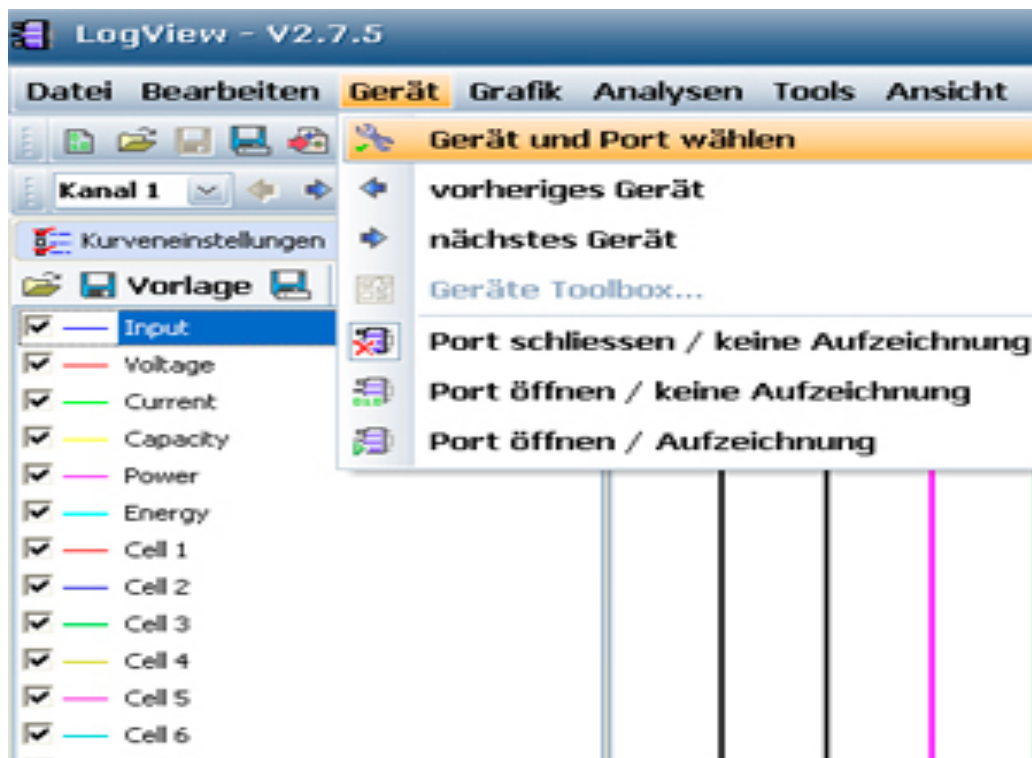 LogView - V2.7.5
Datei Bearbeiten Gerät Grafik Analysen Tools Ansicht
Gerät und Port wählen
Kanal 1
vorheriges Gerät
Kurveneinstellungen
nächstes Gerät
Vorlage
Geräte Toolbox...
Input
Port schliessen / keine Aufzeichnung
Voltage
Current
Port öffnen / keine Aufzeichnung
Capacity
Port öffnen / Aufzeichnung
Power
Energy
Cell 1
Cell 2
Cell 3
Cell 4
Cell 5
Cell 6